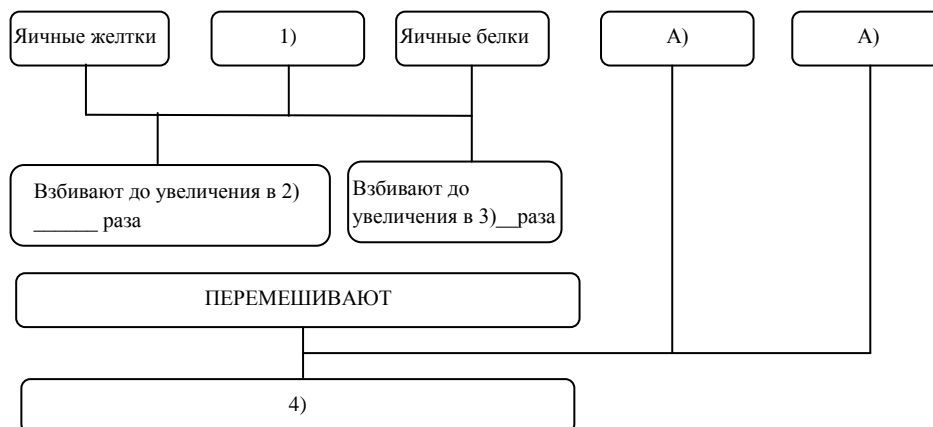 Яичные желтки
1)
Яичные белки
А)
А)
Взбивают до увеличения в 2)
______ раза
Взбивают до
увеличения в 3)__раза
ПЕРЕМЕШИВАЮТ
4)